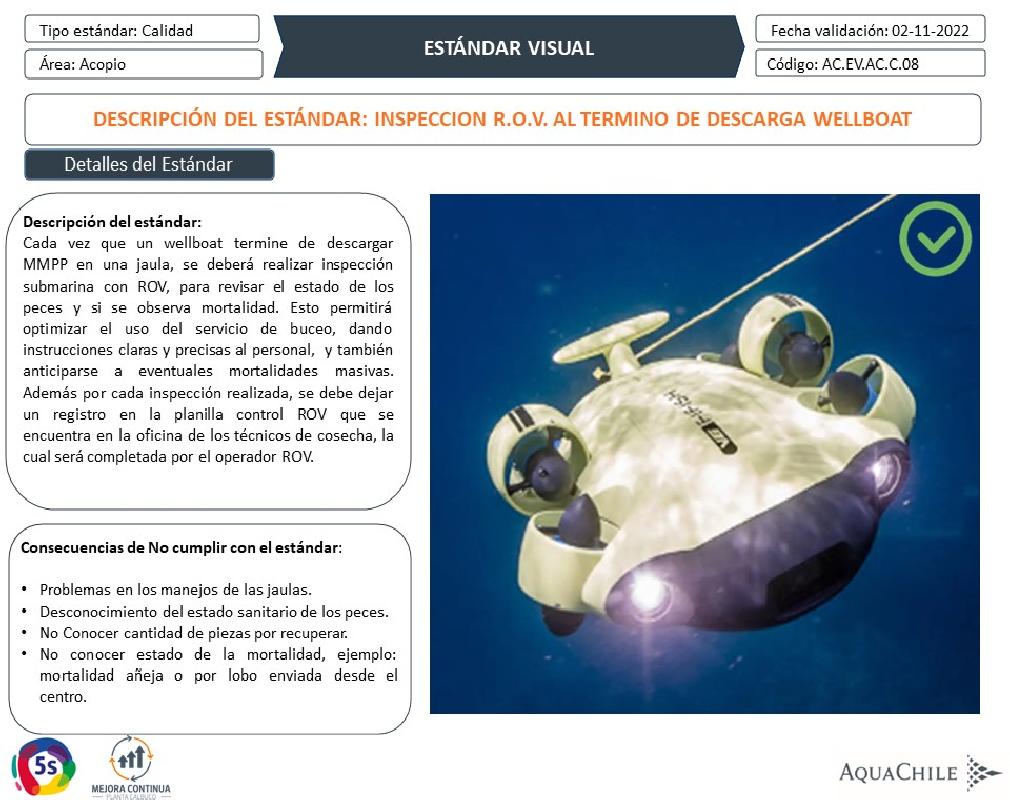 Tipo estándar: Calidad
Área: Acopio
ESTÁNDAR VISUAL
Fecha validación: 02-11-2022
Código: AC.EV.AC.C.08
DESCRIPCIÓN DEL ESTÁNDAR: INSPECCION R.O.V. AL TERMINO DE DESCARGA WELLBOAT
Detalles del Estándar
Descripción del estándar:
Cada vez que un wellboat termine de descargar
MMPP en una jaula, se deberá realizar inspección
submarina con ROV, para revisar el estado de los
peces y si se observa mortalidad. Esto permitirá
optimizar el uso del servicio de buceo, dando
instrucciones claras y precisas al personal, y también
anticiparse a eventuales mortalidades masivas.
Además por cada inspección realizada, se debe dejar
un registro en la planilla control ROV que se
encuentra en la oficina de los técnicos de cosecha, la
cual será completada por el operador ROV.
Consecuencias de No cumplir con el estándar:
• Problemas en los manejos de las jaulas.
• Desconocimiento del estado sanitario de los peces.
• No Conocer cantidad de piezas por recuperar.
• No conocer estado de la mortalidad, ejemplo:
mortalidad añeja o por lobo enviada desde el
centro.
FIFISH V6
5s
MEJORA CONTINUA
PLANTA CALBUCO
AQUACHILE